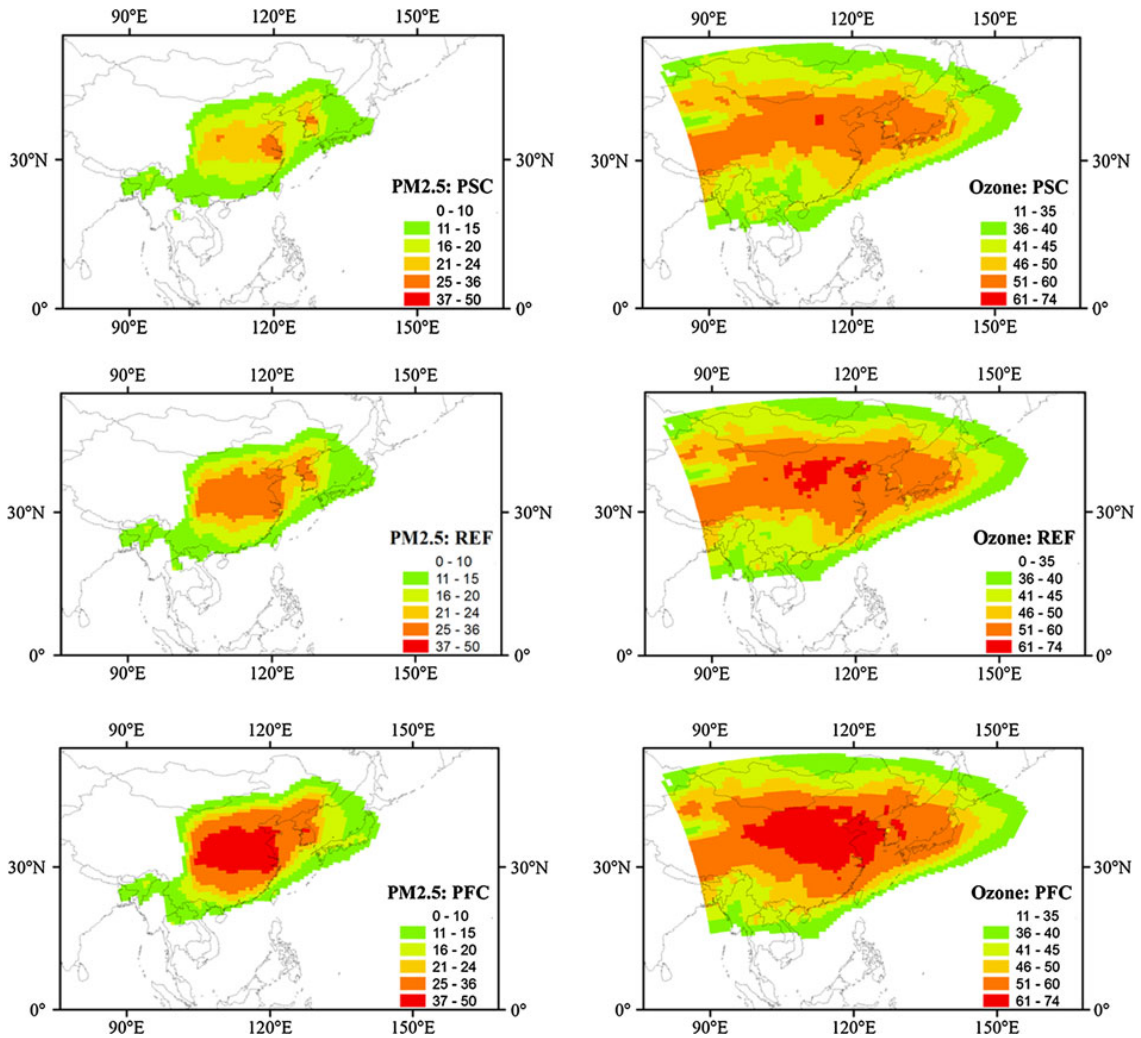 90°E 120°E 150°E
30°N 30°N
PM2.5: PSC
0 - 10
11 - 15
16 - 20
21 - 24
25 - 36
37 - 50
0° 0°
90°E 120°E 150°E
90°E 120°E 150°E
30°N 30°N
Ozone: PSC
11 - 35
36 - 40
41 - 45
46 - 50
51 - 60
61 - 74
0° 0°
90°E 120°E 150°E
90°E 120°E 150°E
30°N 30°N
PM2.5: REF
0 - 10
11 - 15
16 - 20
21 - 24
25 - 36
37 - 50
0° 0°
90°E 120°E 150°E
90°E 120°E 150°E
30°N 30°N
Ozone: REF
0 - 35
36 - 40
41 - 45
46 - 50
51 - 60
61 - 74
0° 0°
90°E 120°E 150°E
90°E 120°E 150°E
30°N 30°N
PM2.5: PFC
0 - 10
11 - 15
16 - 20
21 - 24
25 - 36
37 - 50
0° 0°
90°E 120°E 150°E
90°E 120°E 150°E
30°N 30°N
Ozone: PFC
11 - 35
36 - 40
41 - 45
46 - 50
51 - 60
61 - 74
0° 0°
90°E 120°E 150°E